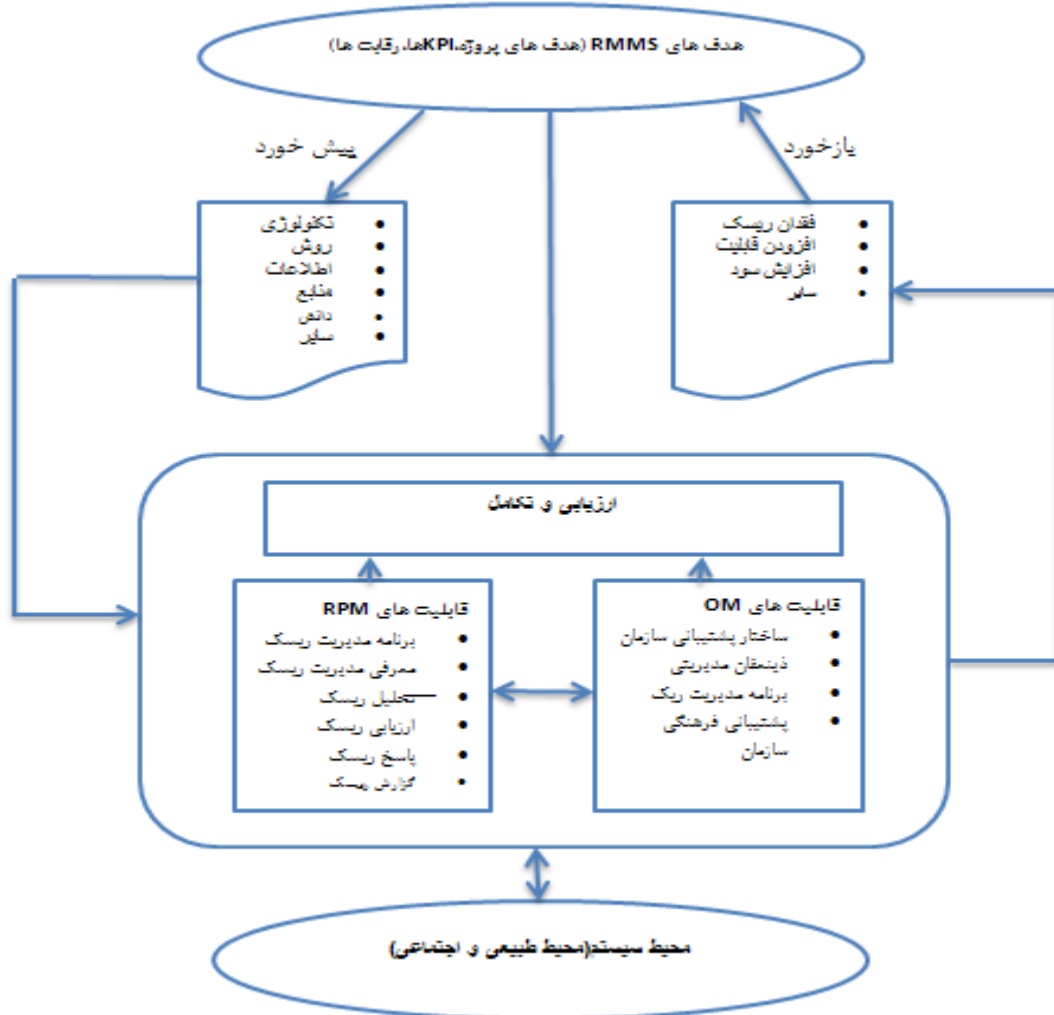 هدف های RMMS (هدف های پروژه،KPIها، رقابت ها)
یازخورد
پیش خورد
فقدان ریسک
افزودن قابلیت
افزایش سود
سایر
تکنولوژی
روش
اطلاعات
منابع
دانش
سایر
ارزیابی و تکامل
قابلیت های OM
ساختار پشتیبانی سازمان
ذینعقان مدیریتی
برنامه مدیریت ریک
پشتیبانی فرهنگی
سازمان
قابلیت های RPM
برنامه مدیریت ریسک
معرفی مدیریت ریسک
تحلیل ریسک
ارزیابی ریسک
پاسخ ریسک
گزارش ریسک
محیط سیستم(محیط طبیعی و اجتماعی)